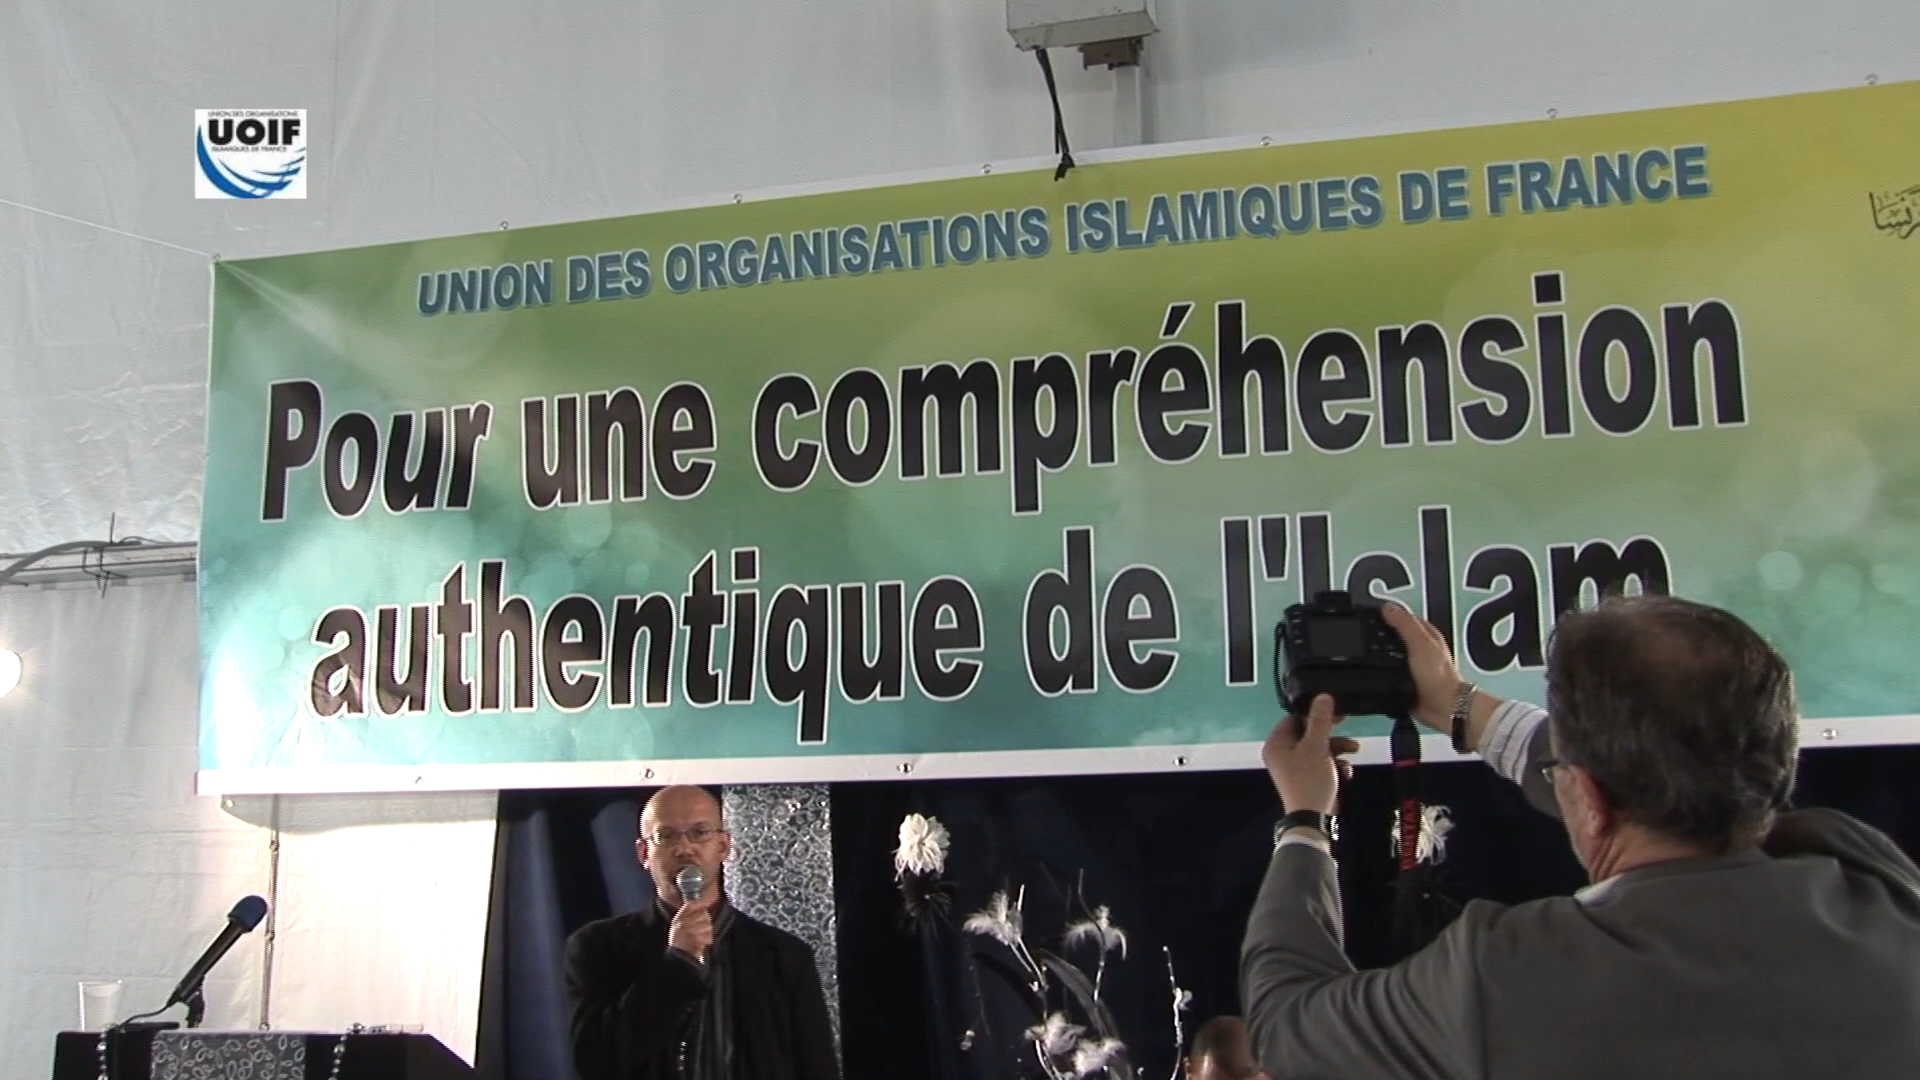 UNION DES ORGANISATIONS
UOIF
ISLAMIQUES DE FRANCE
UNION DES ORGANISATIONS ISLAMIQUES DE FRANCE
Pour une compréhension
authentique de l'Islam